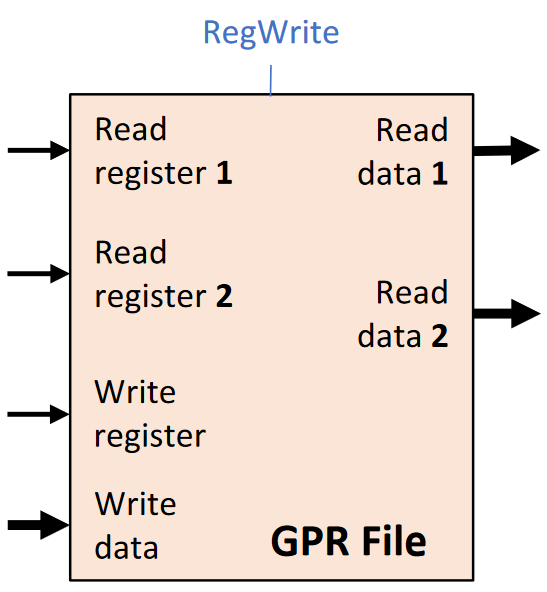 RegWrite
Read
register 1
Read
data 1
Read
register 2
Read
data 2
Write
register
Write
data
GPR File